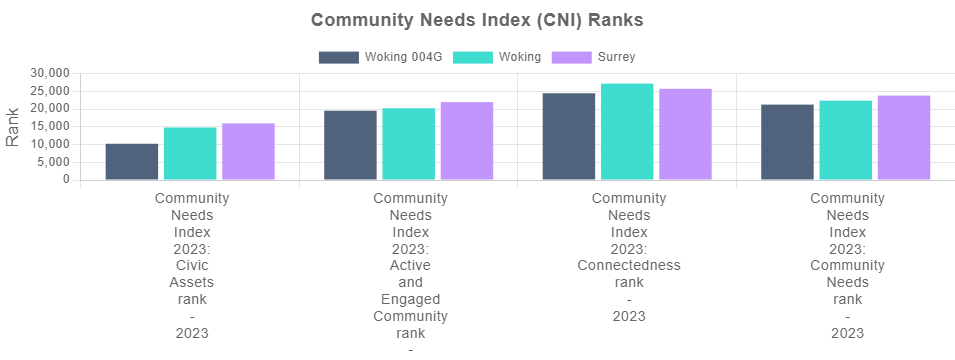 Community Needs Index (CNI) Ranks
Woking 004G Woking Surrey
Rank
30,000
25,000
20,000
15,000
10,000
5,000
0
Community
Needs
Index
2023:
Civic
Assets
rank
-
2023
Community
Needs
Index
2023:
Active
and
Engaged
Community
rank
-
Community
Needs
Index
2023:
Connectedness
rank
-
2023
Community
Needs
Index
2023:
Community
Needs
rank
-
2023